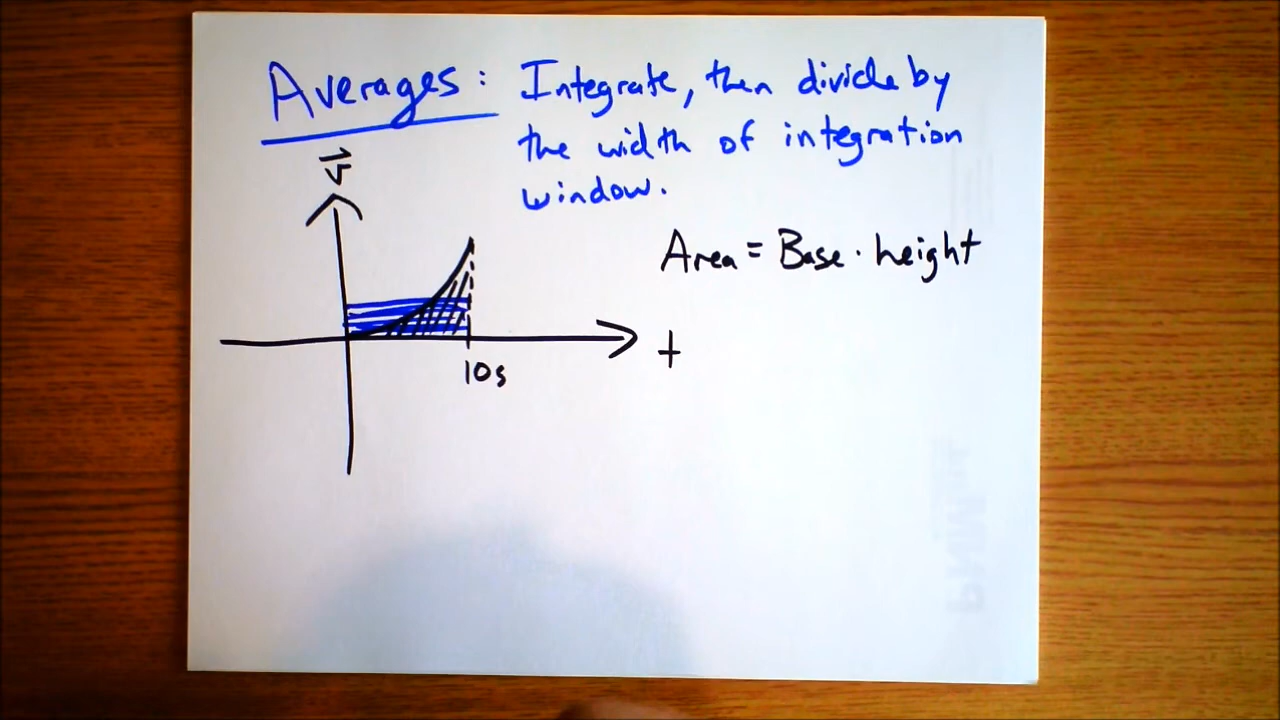 Averages: Integrate, then divide by
the width of integration
window.
v
Area = Base · height
t
10s